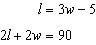 l = 3w − 5
2l + 2w = 90